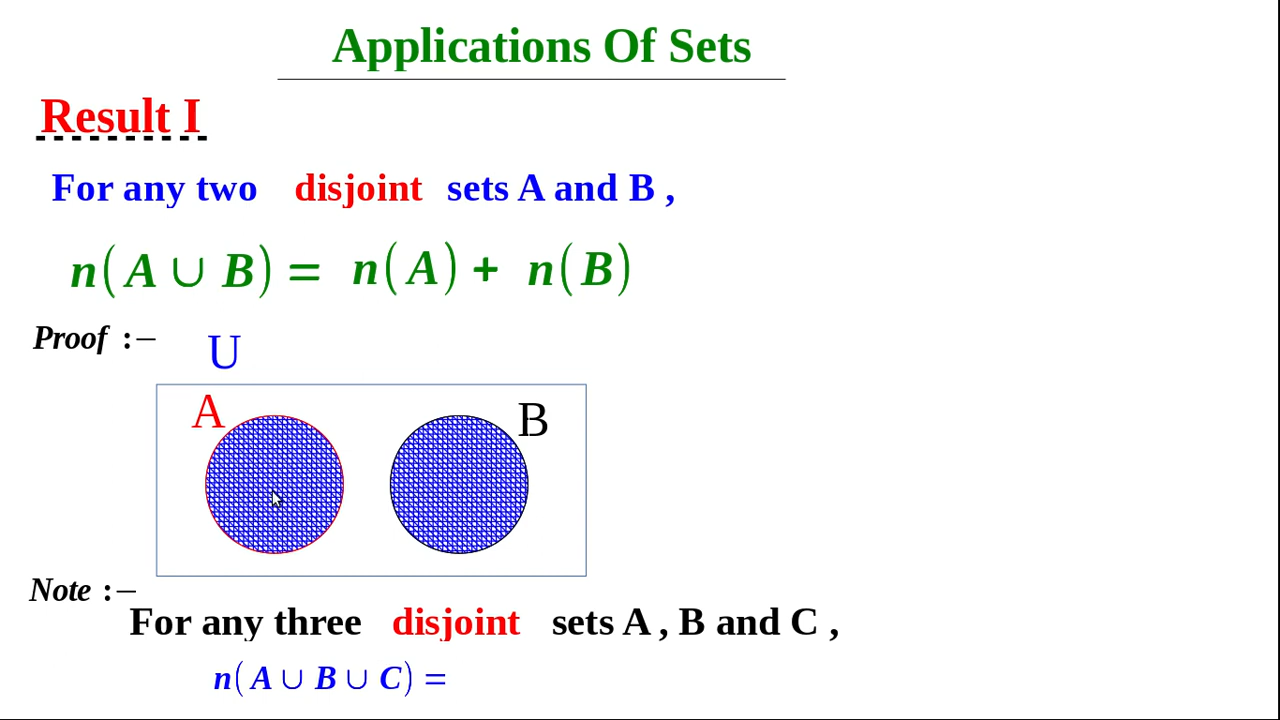 Applications Of Sets
Result I
For any two disjoint sets A and B ,
n(A ∪ B) = n(A) + n(B)
Proof :−
U
A
B
Note :−
For any three disjoint sets A , B and C ,
n(A ∪ B ∪ C) =